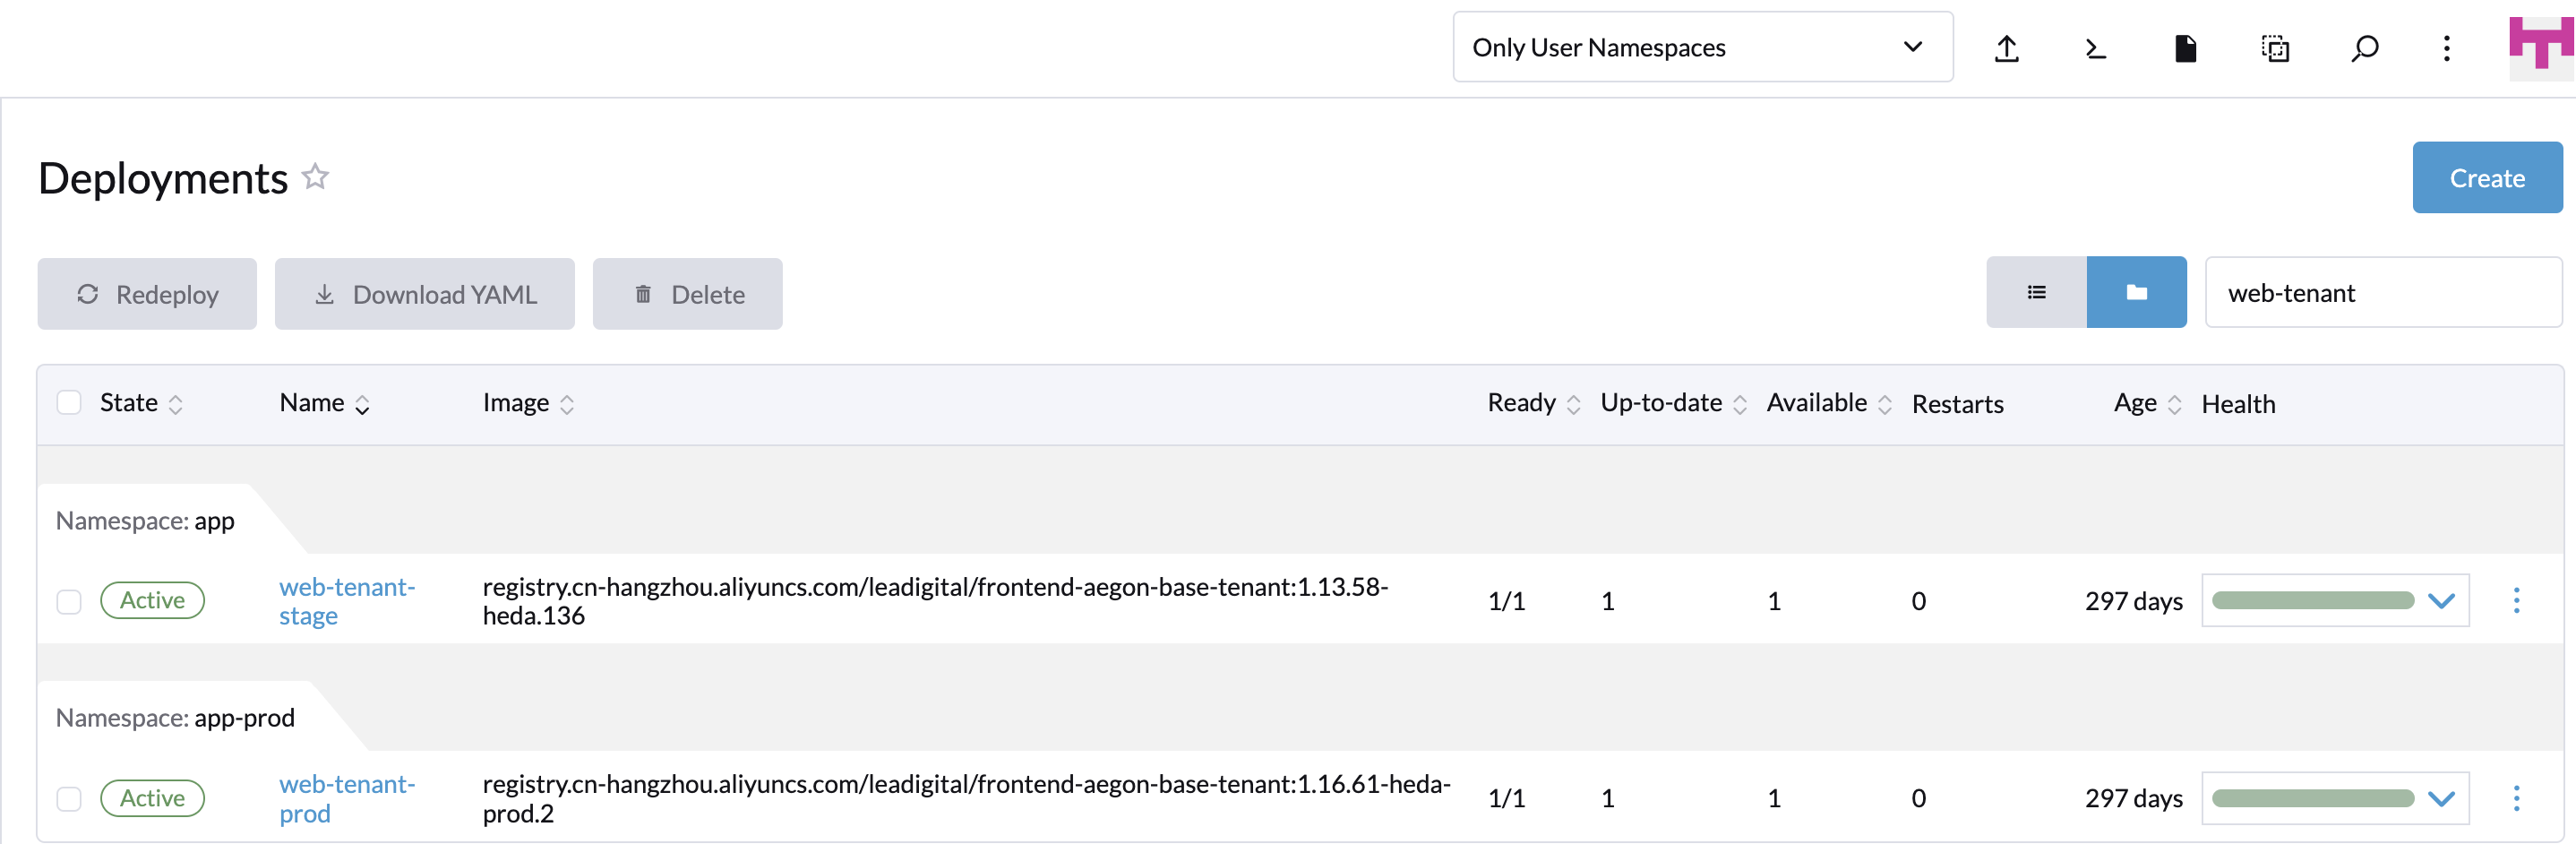 Only User Namespaces
Deployments
Create
Redeploy Download YAML Delete
web-tenant
State Name Image Ready Up-to-date Available Restarts Age Health
Namespace: app
Active web-tenant-stage registry.cn-hangzhou.aliyuncs.com/leadigital/frontend-aegon-base-tenant:1.13.58-heda.136 1/1 1 1 0 297 days
Namespace: app-prod
Active web-tenant-prod registry.cn-hangzhou.aliyuncs.com/leadigital/frontend-aegon-base-tenant:1.16.61-heda-prod.2 1/1 1 1 0 297 days